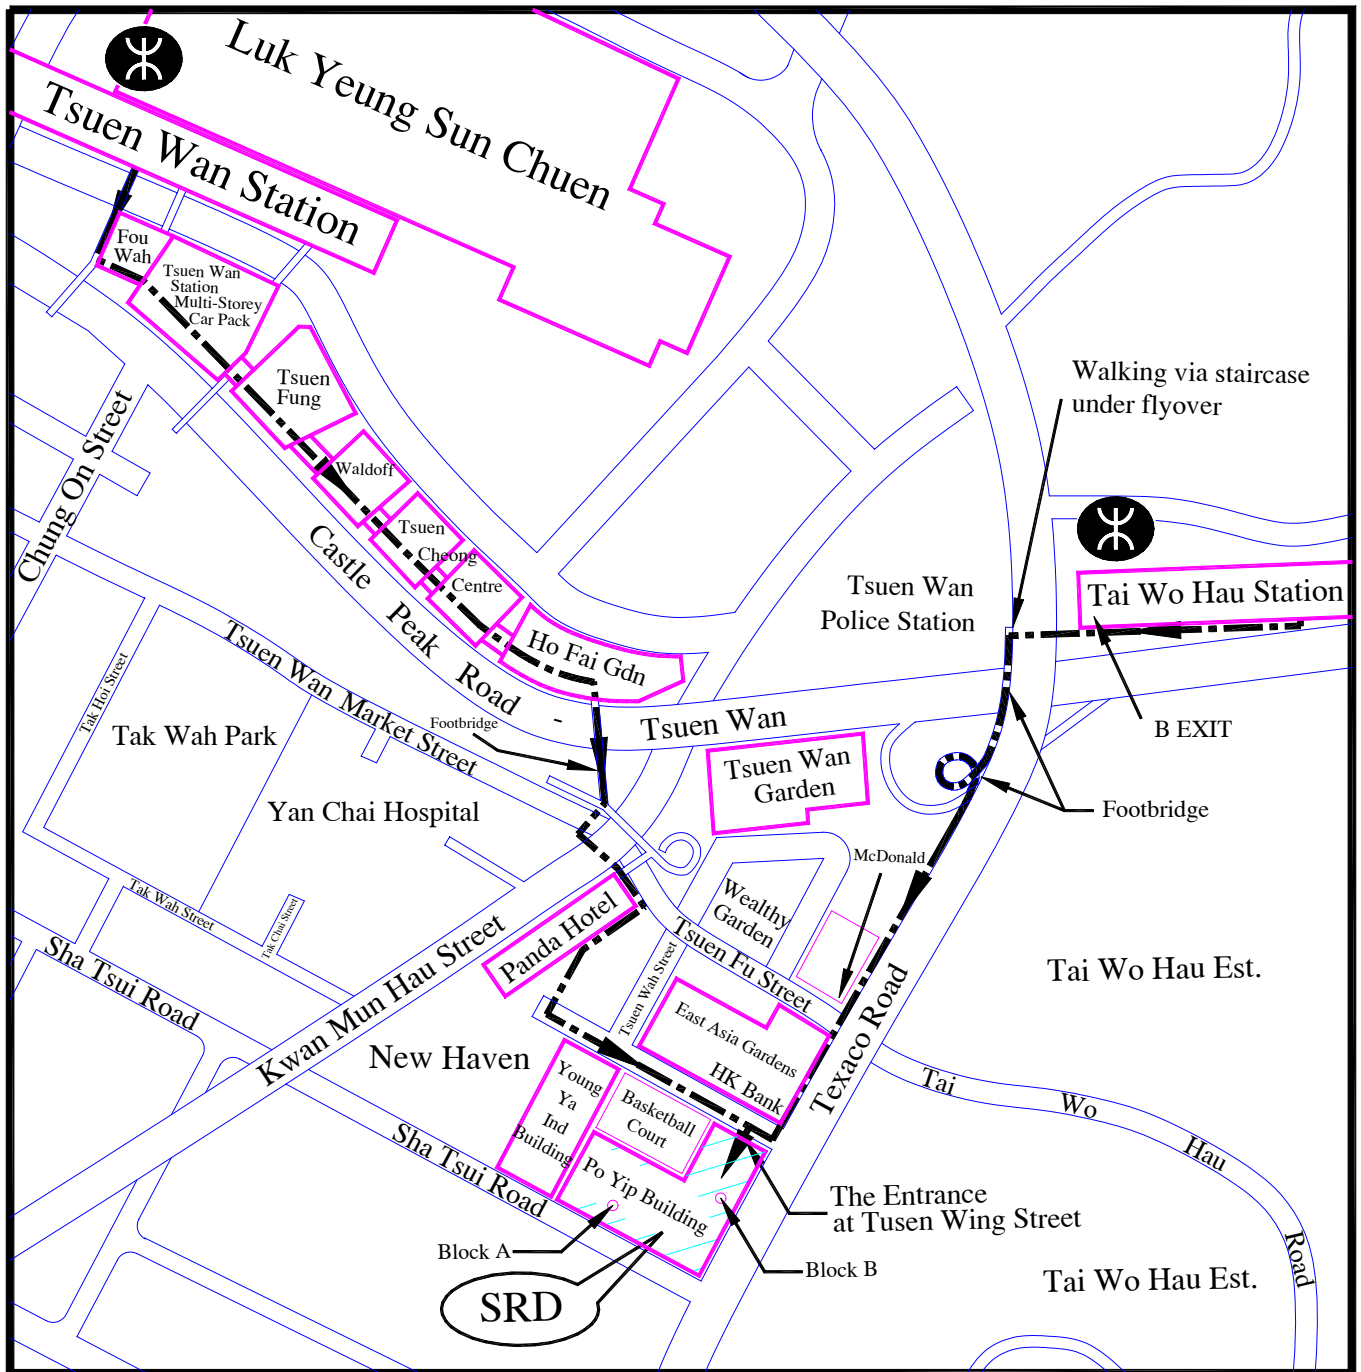 Luk Yeung Sun Chuen
Tsuen Wan Station
Fou
Wah
Tsuen Wan
Station
Multi-Storey
Car Pack
Tsuen
Fung
Walking via staircase
under flyover
Chung On Street
Waldoff
Tsuen
Cheong
Centre
Castle Peak Road -
Tsuen Wan
Tsuen Wan
Police Station
Tai Wo Hau Station
Ho Fai Gdn
Tsuen Wan Market Street
Tak Hoi Street
Tak Wah Park
Footbridge
B EXIT
Tsuen Wan
Garden
Yan Chai Hospital
Footbridge
McDonald
Tak Wah Street
Tak Chai Street
Wealthy
Garden
Panda Hotel
Tsuen Fu Street
Tsuen Wah Street
Sha Tsui Road
Kwan Mun Hau Street
Tai Wo Hau Est.
East Asia Gardens
HK Bank
Texaco Road
New Haven
Young
Ya
Ind
Building
Basketball
Court
Tai Wo Hau Road
Sha Tsui Road
Po Yip Building
The Entrance
at Tusen Wing Street
Block A
Block B
Tai Wo Hau Est.
SRD